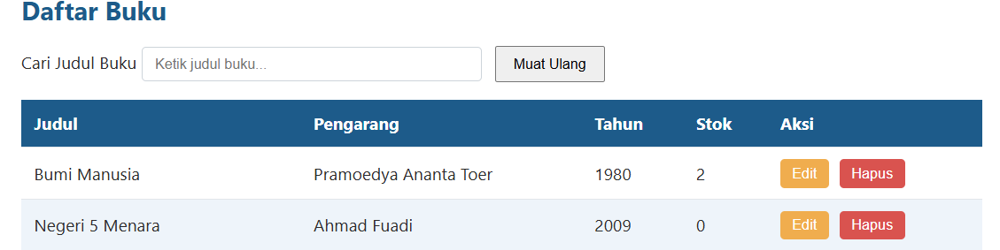 Daftar Buku
Cari Judul Buku Ketik judul buku... Muat Ulang
Judul Pengarang Tahun Stok Aksi
Bumi Manusia Pramoedya Ananta Toer 1980 2 Edit Hapus
Negeri 5 Menara Ahmad Fuadi 2009 0 Edit Hapus